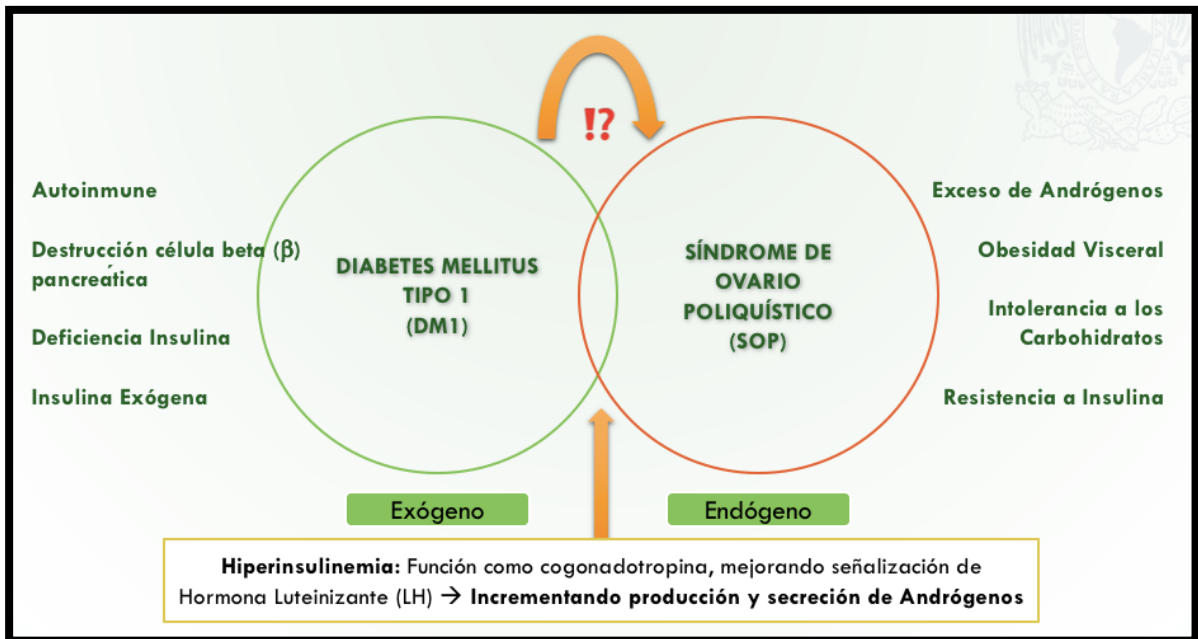 ⁉
Autoinmune
Destrucción célula beta (β)
pancreática
Deficiencia Insulina
Insulina Exógena
DIABETES MELLITUS
TIPO 1
(DM1)
SÍNDROME DE
OVARIO
POLIQUÍSTICO
(SOP)
Exceso de Andrógenos
Obesidad Visceral
Intolerancia a los
Carbohidratos
Resistencia a Insulina
Exógeno
Endógeno
Hiperinsulinemia: Función como cogonadotropina, mejorando señalización de
Hormona Luteinizante (LH) → Incrementando producción y secreción de Andrógenos